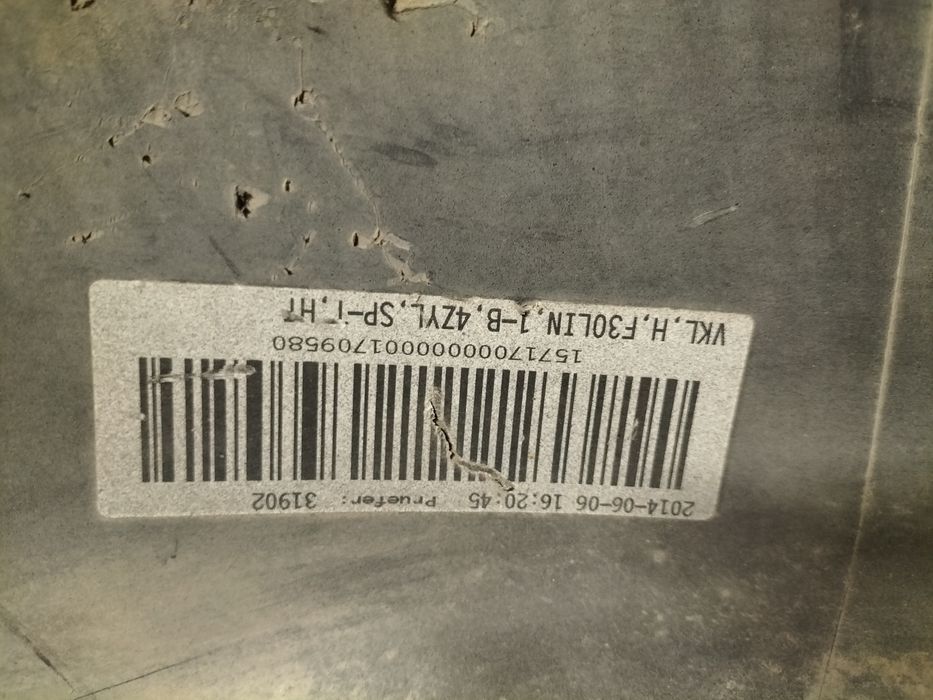 2014-06-06 16:20:45 Pruefer: 31902
15717000000001709580
VKL,H,F30LIN,1-B,4ZYL,SP-T,HT